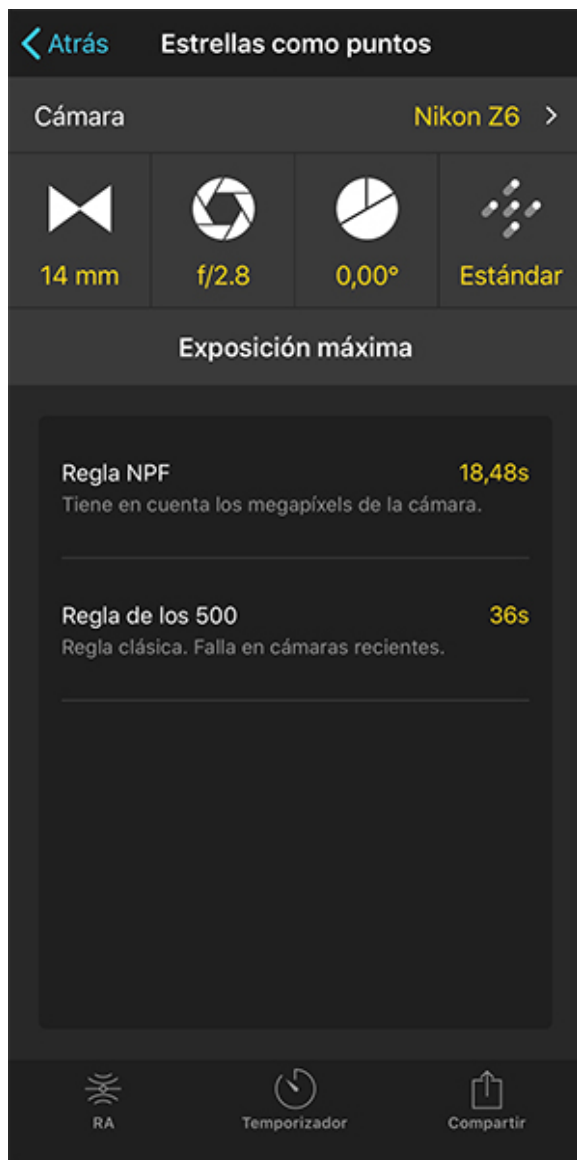 Atrás Estrellas como puntos
Cámara Nikon Z6
14 mm f/2.8 0,00° Estándar
Exposición máxima
Regla NPF 18,48s
Tiene en cuenta los megapíxels de la cámara.
Regla de los 500 36s
Regla clásica. Falla en cámaras recientes.
RA Temporizador Compartir